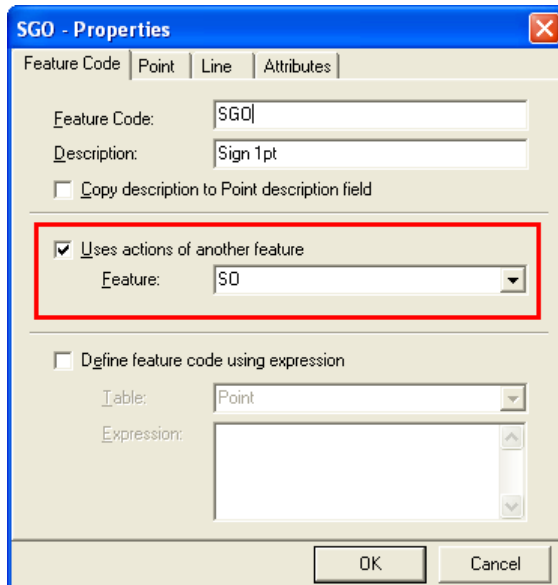 SGO - Properties
Feature Code Point Line Attributes
Feature Code: SGO
Description: Sign 1pt
Copy description to Point description field
Uses actions of another feature
Feature: SO
Define feature code using expression
Table: Point
Expression:
OK Cancel